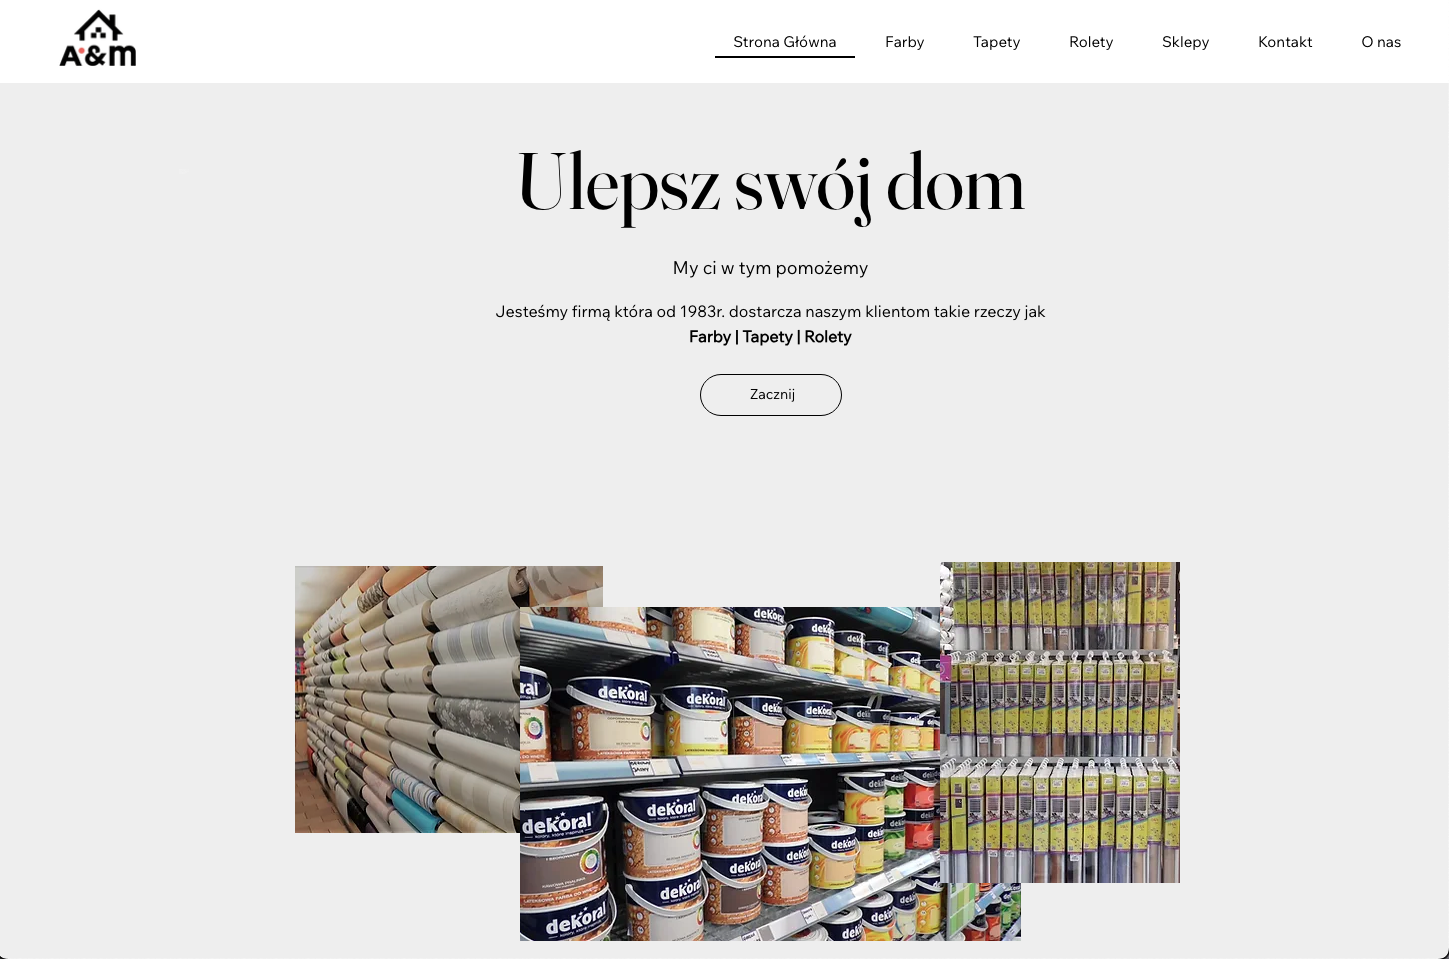 A&m
Strona Główna Farby Tapety Rolety Sklepy Kontakt O nas
Ulepsz swój dom
My ci w tym pomożemy
Jesteśmy firmą która od 1983r. dostarcza naszym klientom takie rzeczy jak
Farby | Tapety | Rolety
Zacznij
deKoral
deKoral
deKoral
deKoral
deKoral
deKoral
deKoral
deKoral
deKoral
deKoral
deKoral
deKoral